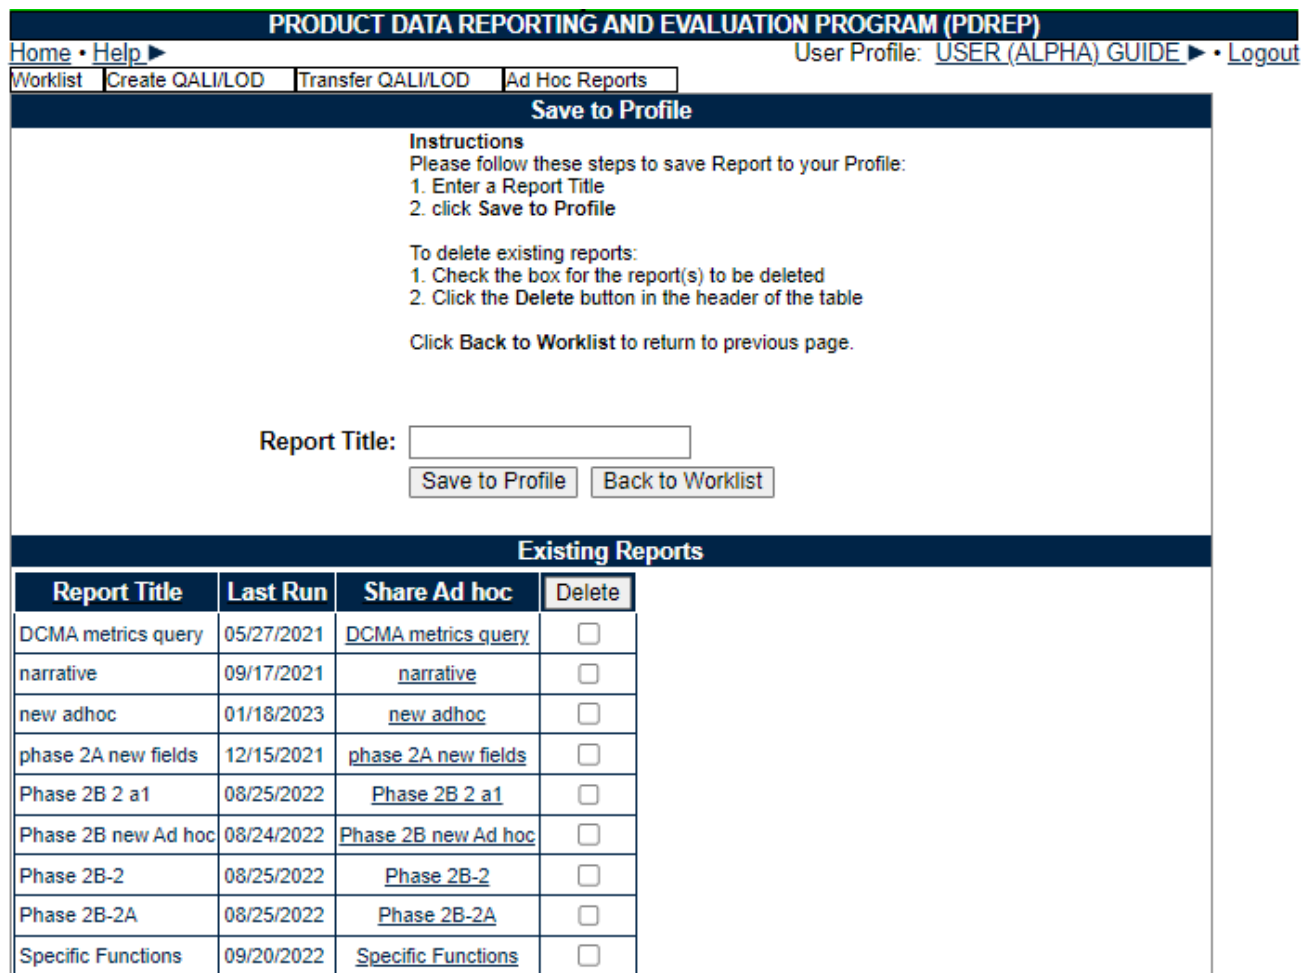 PRODUCT DATA REPORTING AND EVALUATION PROGRAM (PDREP)
Home • Help ▶ User Profile: USER (ALPHA) GUIDE ▶ • Logout
Worklist Create QALI/LOD Transfer QALI/LOD Ad Hoc Reports
Save to Profile
Instructions
Please follow these steps to save Report to your Profile:
1. Enter a Report Title
2. click Save to Profile
To delete existing reports:
1. Check the box for the report(s) to be deleted
2. Click the Delete button in the header of the table
Click Back to Worklist to return to previous page.
Report Title:
Save to Profile Back to Worklist
Existing Reports
Report Title Last Run Share Ad hoc Delete
DCMA metrics query 05/27/2021 DCMA metrics query
narrative 09/17/2021 narrative
new adhoc 01/18/2023 new adhoc
phase 2A new fields 12/15/2021 phase 2A new fields
Phase 2B 2 a1 08/25/2022 Phase 2B 2 a1
Phase 2B new Ad hoc 08/24/2022 Phase 2B new Ad hoc
Phase 2B-2 08/25/2022 Phase 2B-2
Phase 2B-2A 08/25/2022 Phase 2B-2A
Specific Functions 09/20/2022 Specific Functions